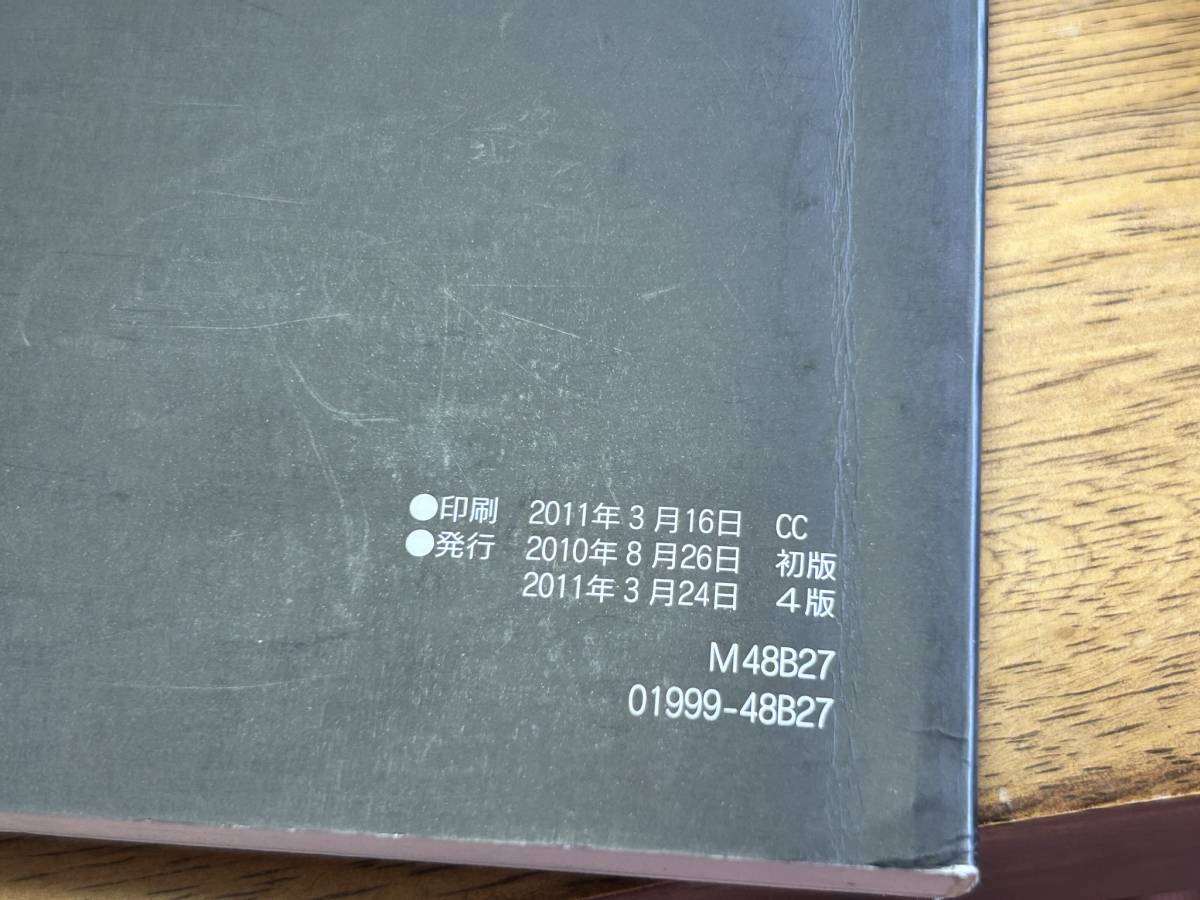 ●印刷 2011年3月16日 CC
●発行 2010年8月26日 初版
2011年3月24日 4版
M48B27
01999-48B27